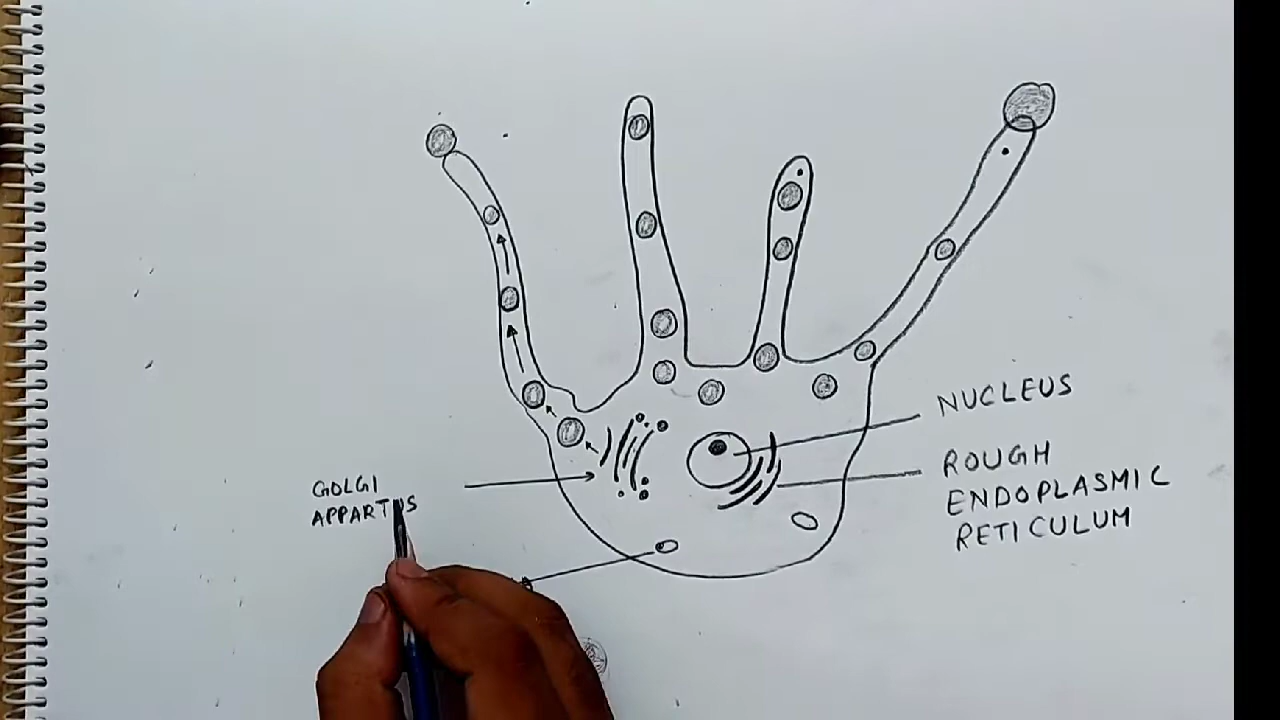 NUCLEUS
ROUGH
ENDOPLASMIC
RETICULUM
GOLGI
APPARTUS